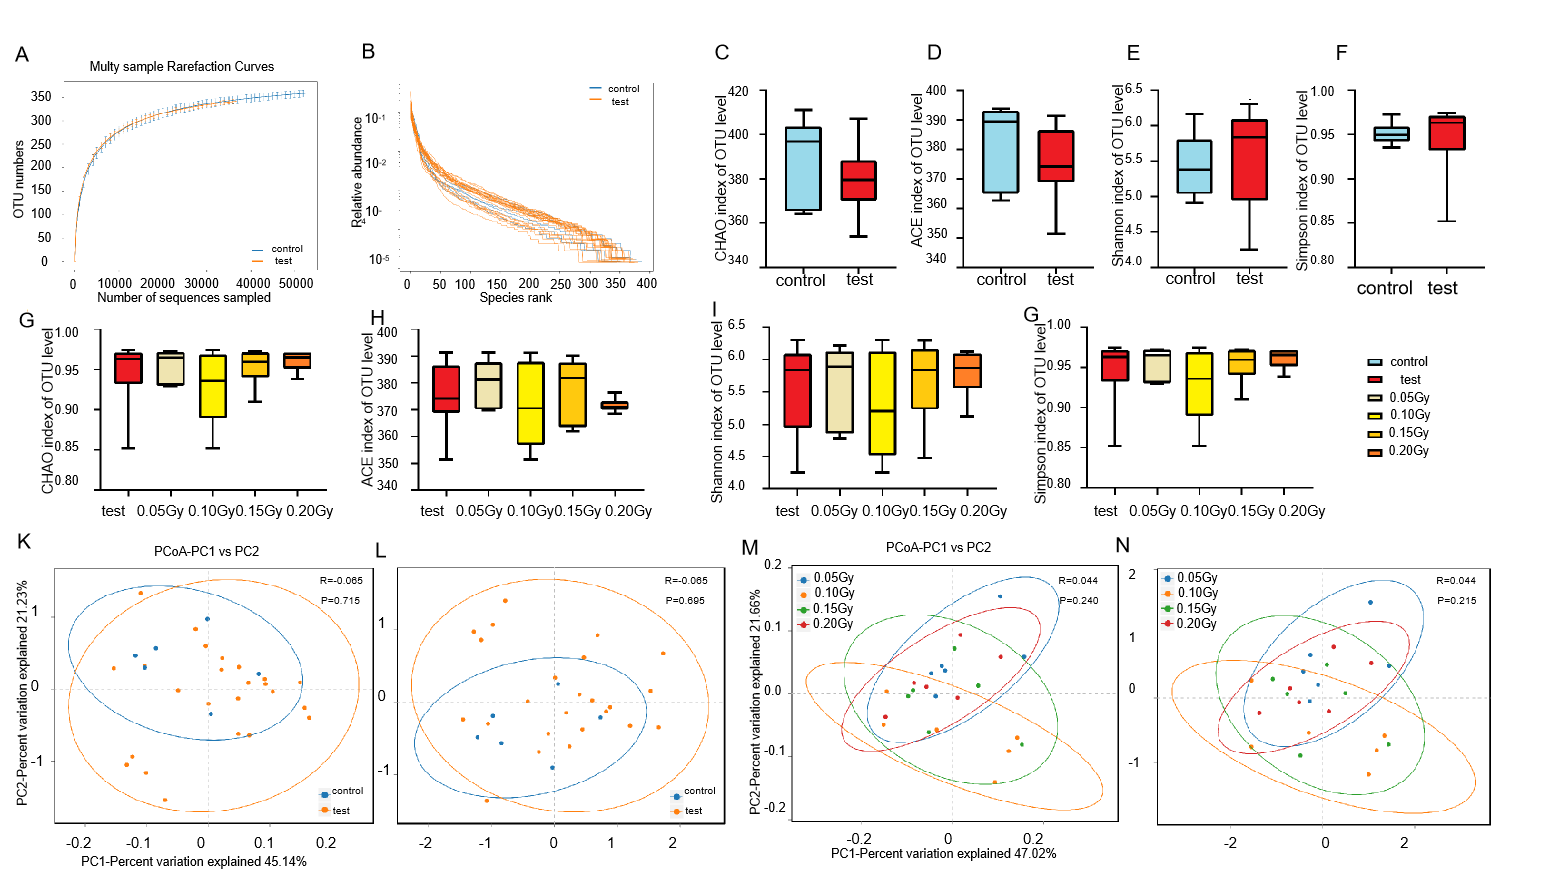 A
Multy sample Rarefaction Curves
OTU numbers
350
300
250
200
150
100
50
0
control
test
0 10000 20000 30000 40000 50000
Number of sequences sampled
B
Relative abundance
control
test
10-1
10-2
10-
4
10-5
0 50 100 150 200 250 300 350 400
Species rank
C
CHAO index of OTU level
420
400
380
360
340
control test
D
ACE index of OTU level
400
390
380
370
360
350
340
control test
E
Shannon index of OTU level
6.5
6.0
5.5
5.0
4.5
4.0
control test
F
Simpson index of OTU level
1.00
0.95
0.90
0.85
0.80
control test
G
CHAO index of OTU level
1.00
0.95
0.90
0.85
0.80
test 0.05Gy 0.10Gy 0.15Gy 0.20Gy
H
ACE index of OTU level
400
390
380
370
360
350
340
test 0.05Gy 0.10Gy 0.15Gy 0.20Gy
I
Shannon index of OTU level
6.5
6.0
5.5
5.0
4.5
4.0
test 0.05Gy 0.10Gy 0.15Gy 0.20Gy
G
Simpson index of OTU level
1.00
0.95
0.90
0.85
0.80
test 0.05Gy 0.10Gy 0.15Gy 0.20Gy
control
test
0.05Gy
0.10Gy
0.15Gy
0.20Gy
K
PCoA-PC1 vs PC2
PC2-Percent variation explained 21.23%
R=-0.065
P=0.715
1
0
-1
control
test
-0.2 -0.1 0 0.1 0.2
PC1-Percent variation explained 45.14%
L
R=-0.065
P=0.695
1
0
-1
control
test
-2 -1 0 1 2
M
PCoA-PC1 vs PC2
PC2-Percent variation explained 21.66%
0.2
0.1
0.0
-0.1
-0.2
0.05Gy
0.10Gy
0.15Gy
0.20Gy
R=0.044
P=0.240
-0.2 0 0.2
PC1-Percent variation explained 47.02%
N
2
1
0
-1
0.05Gy
0.10Gy
0.15Gy
0.20Gy
R=0.044
P=0.215
-2 0 2